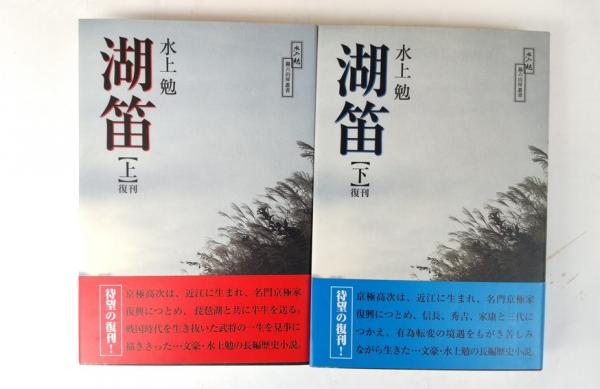 水上 勉
湖笛
【上】
復刊
水上勉
待望の復刊!
京極高次は、近江に生まれ、名門京極家
復興につとめ、琵琶湖と共に半生を送る。
戦国時代を生き抜いた武将の一生を見事に
描ききった…文豪・水上勉の長編歴史小説。
水上 勉
湖笛
【下】
復刊
水上勉
待望の復刊!
京極高次は、近江に生まれ、名門京極家
復興につとめ、信長、秀吉、家康と三代に
つかえ、有為転変の境遇をもがき苦しみ
ながら生きた…文豪・水上勉の長編歴史小説。